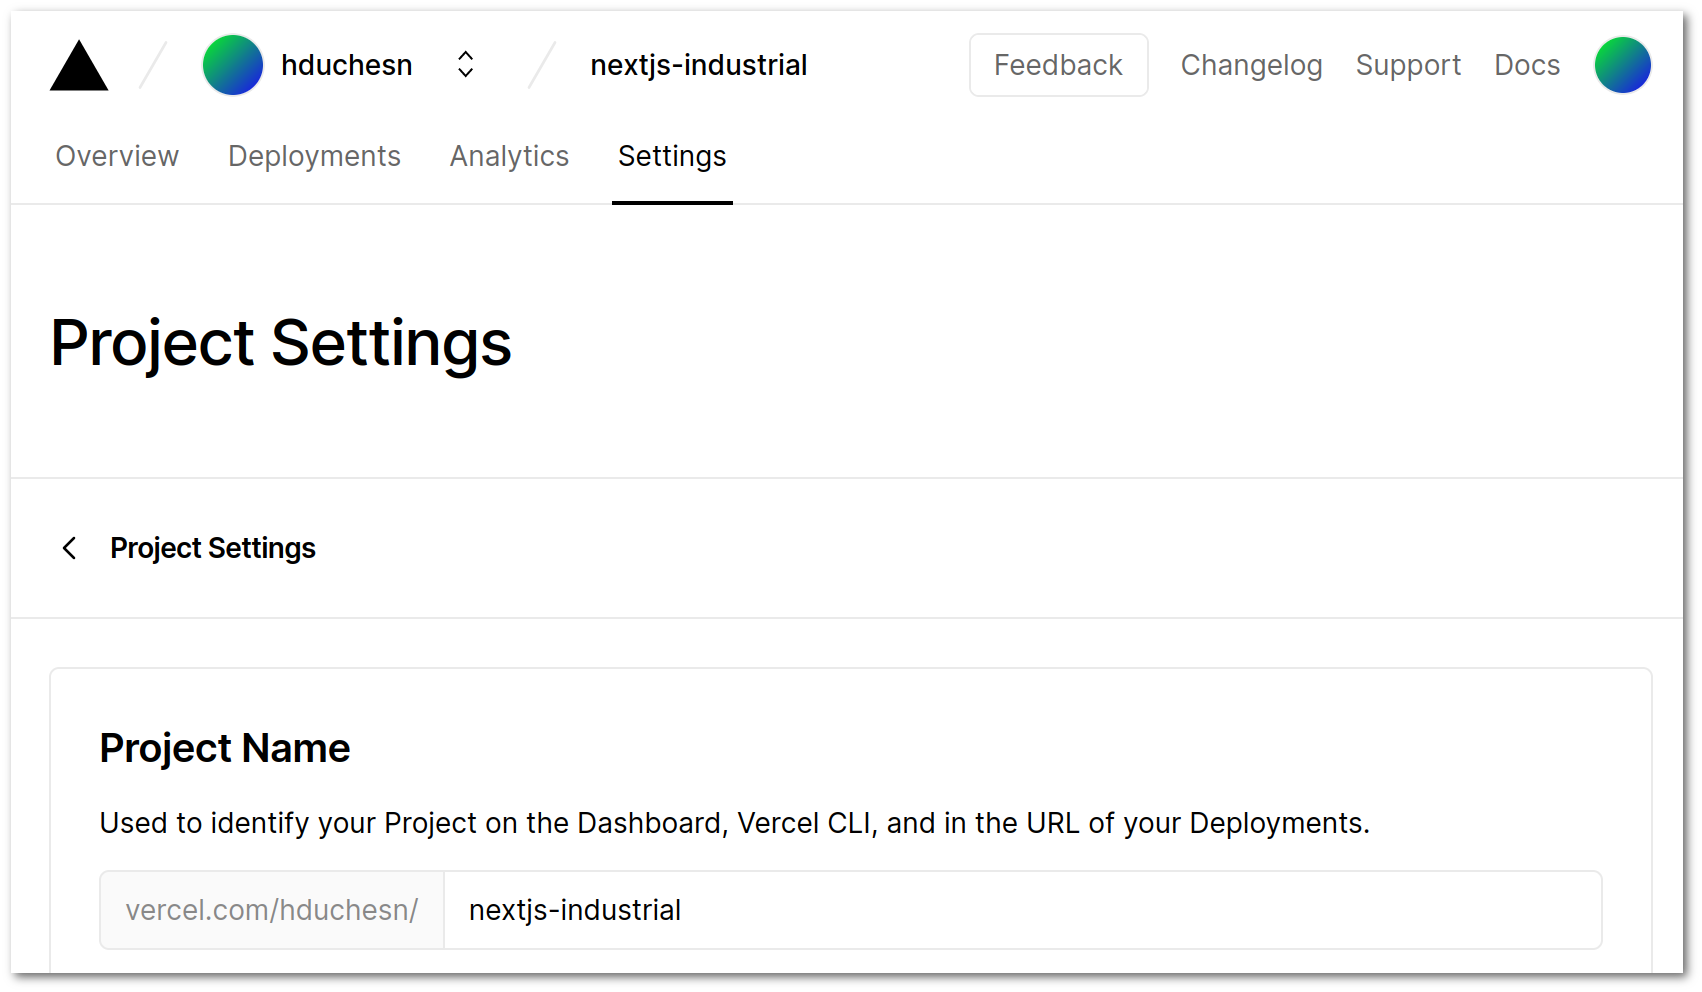 hduchesn nextjs-industrial Feedback Changelog Support Docs
Overview Deployments Analytics Settings
Project Settings
Project Settings
Project Name
Used to identify your Project on the Dashboard, Vercel CLI, and in the URL of your Deployments.
vercel.com/hduchesn/ nextjs-industrial